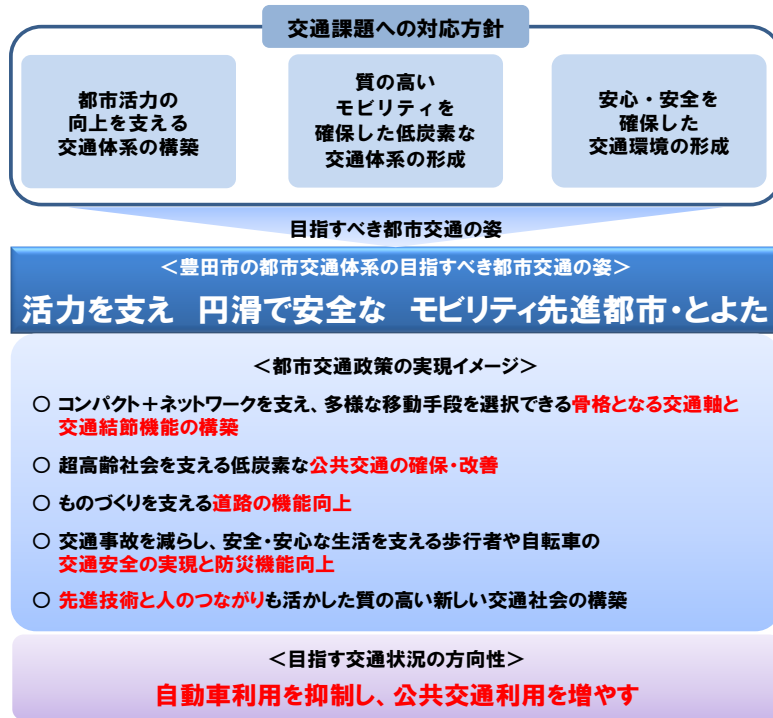 交通課題への対応方針
都市活力の
向上を支える
交通体系の構築
質の高い
モビリティを
確保した低炭素な
交通体系の形成
安心・安全を
確保した
交通環境の形成
目指すべき都市交通の姿
＜豊田市の都市交通体系の目指すべき都市交通の姿＞
活力を支え　円滑で安全な　モビリティ先進都市・とよた
＜都市交通政策の実現イメージ＞
○ コンパクト＋ネットワークを支え、多様な移動手段を選択できる骨格となる交通軸と
交通結節機能の構築
○ 超高齢社会を支える低炭素な公共交通の確保・改善
○ ものづくりを支える道路の機能向上
○ 交通事故を減らし、安全・安心な生活を支える歩行者や自転車の
交通安全の実現と防災機能向上
○ 先進技術と人のつながりも活かした質の高い新しい交通社会の構築
＜目指す交通状況の方向性＞
自動車利用を抑制し、公共交通利用を増やす